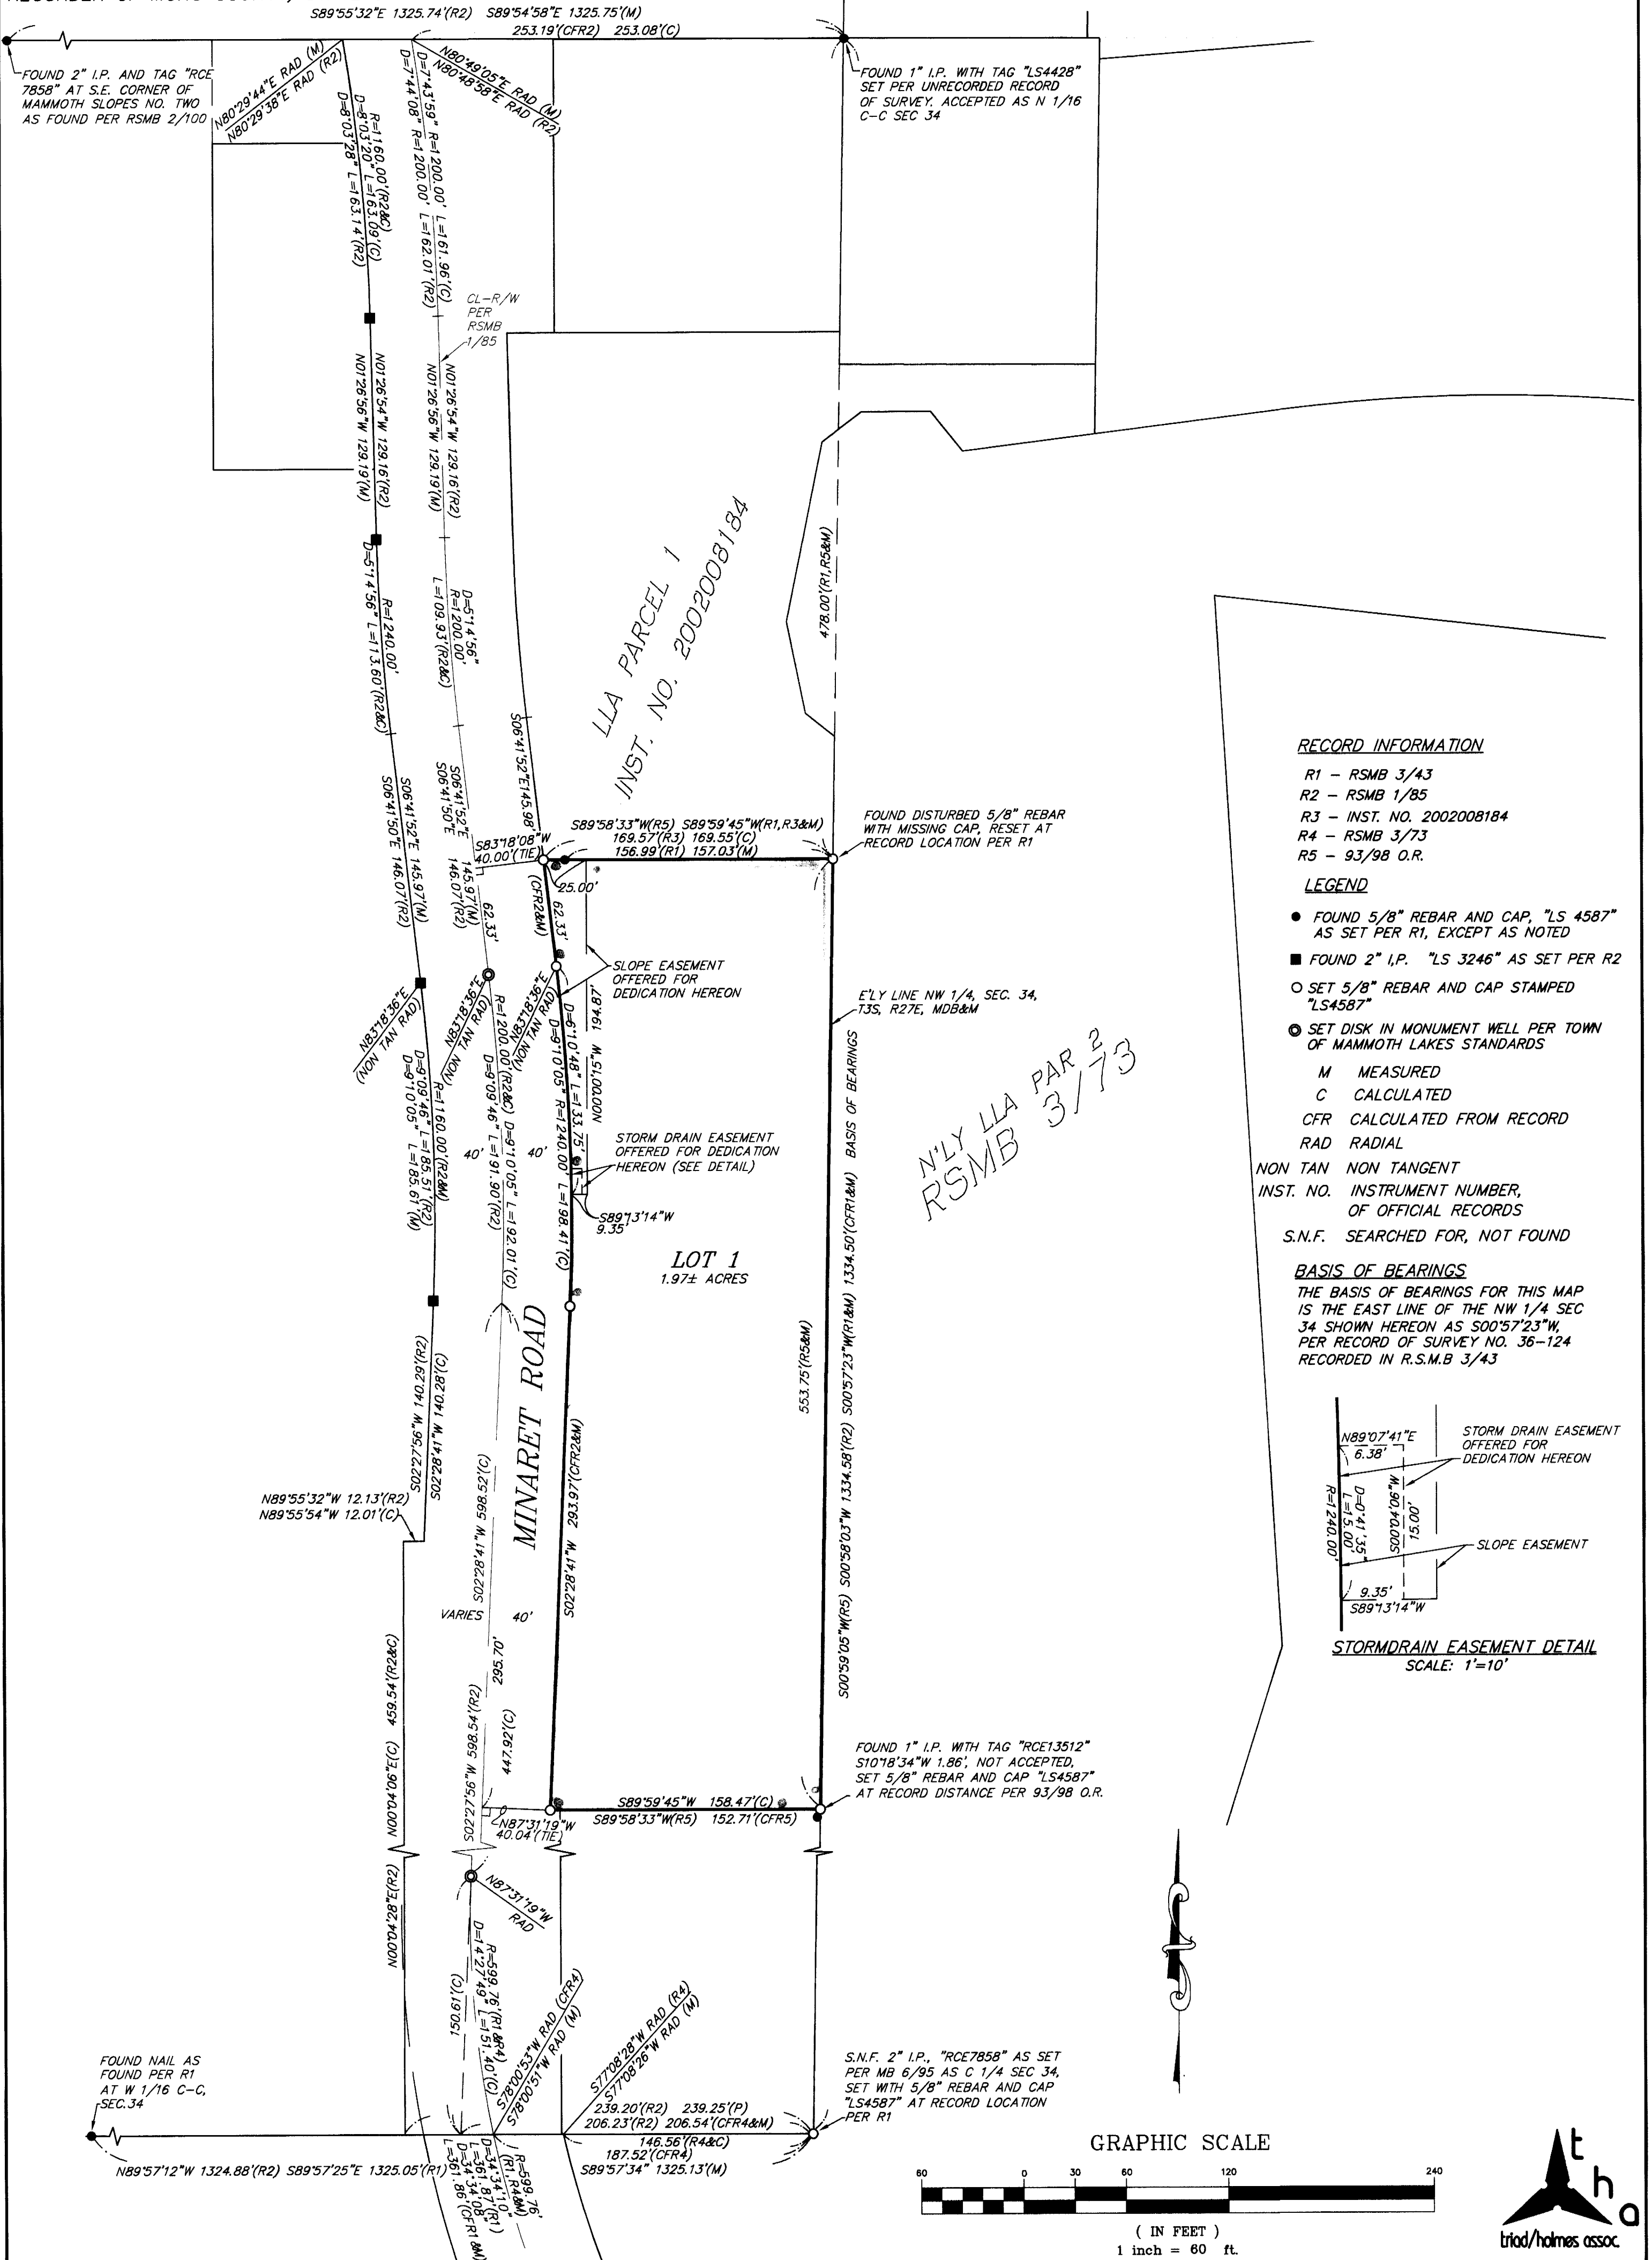 S89°55'32"E 1325.74'(R2) S89°54'58"E 1325.75'(M)
253.19'(CFR2) 253.08'(C)
FOUND 2" I.P. AND TAG "RCE
7858" AT S.E. CORNER OF
MAMMOTH SLOPES NO. TWO
AS FOUND PER RSMB 2/100
N80°29'44"E RAD (M)
N80°29'38"E RAD (R2)
N80°49'05"E RAD (M)
N80°48'58"E RAD (R2)
FOUND 1" I.P. WITH TAG "LS4428"
SET PER UNRECORDED RECORD
OF SURVEY. ACCEPTED AS N 1/16
C-C SEC 34
R=1160.00'(R2&C)
D=8°03'20" L=163.09'(C)
D=8°03'28" L=163.14'(R2)
D=7°43'59" R=1200.00' L=161.96'(C)
D=7°44'08" R=1200.00' L=162.01'(R2)
CL-R/W
PER
RSMB
1/85
N01°26'54"W 129.16'(R2)
N01°26'56"W 129.19'(M)
N01°26'54"W 129.16'(R2)
N01°26'56"W 129.19'(M)
R=1240.00'
D=5°14'56" L=113.60'(R2&C)
D=5°14'56"
R=1200.00'
L=109.93'(R2&C)
LLA PARCEL 1
INST. NO. 2002008184
478.00'(R1,R5&M)
S06°41'52"E 145.98'
S06°41'52"E 145.97'(M)
S06°41'50"E 146.07'(R2)
S06°41'52"E 145.97'(M)
S06°41'50"E 146.07'(R2)
S83°18'08"W
40.00'(TIE)
S89°58'33"W(R5) S89°59'45"W(R1,R3&M)
169.57'(R3) 169.55'(C)
156.99'(R1) 157.03'(M)
FOUND DISTURBED 5/8" REBAR
WITH MISSING CAP, RESET AT
RECORD LOCATION PER R1
25.00'
62.33'
62.33'
(CFR2&M)
SLOPE EASEMENT
OFFERED FOR
DEDICATION HEREON
N83°18'36"E
(NON TAN RAD)
N83°18'36"E
(NON TAN RAD)
N83°18'36"E
(NON TAN RAD)
R=1160.00'(R2&M)
D=9°09'46" L=185.51'(R2)
D=9°10'05" L=185.61'(M)
R=1200.00'(R2&C) D=9°10'05" L=192.01'(C)
D=9°09'46" L=191.90'(R2)
D=6°10'48" L=133.75'
D=9°10'05" R=1240.00' L=198.41'(C)
N00°00'15"W 194.87'
40' 40'
STORM DRAIN EASEMENT
OFFERED FOR DEDICATION
HEREON (SEE DETAIL)
S89°13'14"W
9.35'
E'LY LINE NW 1/4, SEC. 34,
T3S, R27E, MDB&M
N'LY LLA PAR 2
RSMB 3/73
LOT 1
1.97± ACRES
S00°59'05"W(R5) S00°58'03"W 1334.58'(R2) S00°57'23"W(R1&M) 1334.50'(CFR1&M) BASIS OF BEARINGS
553.75'(R5&M)
MINARET ROAD
S02°28'41"W 293.97'(CFR2&M)
S02°28'41"W 598.52'(C)
S02°27'56"W 598.54'(R2)
S02°27'56"W 140.29'(R2)
S02°28'41"W 140.28'(C)
N89°55'32"W 12.13'(R2)
N89°55'54"W 12.01'(C)
VARIES 40'
295.70'
447.92'(C)
N00°04'06"E(C) 459.54'(R2&C)
N00°04'28"E(R2)
S89°59'45"W 158.47'(C)
S89°58'33"W(R5) 152.71'(CFR5)
N87°31'19"W
40.04'(TIE)
FOUND 1" I.P. WITH TAG "RCE13512"
S10°18'34"W 1.86', NOT ACCEPTED,
SET 5/8" REBAR AND CAP "LS4587"
AT RECORD DISTANCE PER 93/98 O.R.
N87°31'19"W
RAD
R=599.76'(R1&R4)
D=14°27'49" L=151.40'(C)
150.61'(C)
S78°00'53"W RAD (CFR4)
S78°00'51"W RAD (M)
S77°08'28"W RAD (R4)
S77°08'26"W RAD (M)
239.20'(R2) 239.25'(P)
206.23'(R2) 206.54'(CFR4&M)
146.56'(R4&C)
187.52'(CFR4)
S89°57'34" 1325.13'(M)
FOUND NAIL AS
FOUND PER R1
AT W 1/16 C-C,
SEC.34
N89°57'12"W 1324.88'(R2) S89°57'25"E 1325.05'(R1)
R=599.76'
(R1,R4&M)
D=34°34'10"
L=361.87'(R1)
D=34°34'08"
L=361.86'(CFR1&M)
S.N.F. 2" I.P., "RCE7858" AS SET
PER MB 6/95 AS C 1/4 SEC 34,
SET WITH 5/8" REBAR AND CAP
"LS4587" AT RECORD LOCATION
PER R1
RECORD INFORMATION
R1 - RSMB 3/43
R2 - RSMB 1/85
R3 - INST. NO. 2002008184
R4 - RSMB 3/73
R5 - 93/98 O.R.
LEGEND
FOUND 5/8" REBAR AND CAP, "LS 4587"
AS SET PER R1, EXCEPT AS NOTED
FOUND 2" I,P. "LS 3246" AS SET PER R2
SET 5/8" REBAR AND CAP STAMPED
"LS4587"
SET DISK IN MONUMENT WELL PER TOWN
OF MAMMOTH LAKES STANDARDS
M MEASURED
C CALCULATED
CFR CALCULATED FROM RECORD
RAD RADIAL
NON TAN NON TANGENT
INST. NO. INSTRUMENT NUMBER,
OF OFFICIAL RECORDS
S.N.F. SEARCHED FOR, NOT FOUND
BASIS OF BEARINGS
THE BASIS OF BEARINGS FOR THIS MAP
IS THE EAST LINE OF THE NW 1/4 SEC
34 SHOWN HEREON AS S00°57'23"W,
PER RECORD OF SURVEY NO. 36-124
RECORDED IN R.S.M.B 3/43
N89°07'41"E
6.38'
STORM DRAIN EASEMENT
OFFERED FOR
DEDICATION HEREON
D=0°41'35"
L=15.00'
R=1240.00'
S00°04'06"W
15.00'
SLOPE EASEMENT
9.35'
S89°13'14"W
STORMDRAIN EASEMENT DETAIL
SCALE: 1'=10'
GRAPHIC SCALE
60 0 30 60 120 240
( IN FEET )
1 inch = 60 ft.
t
h
a
triad/holmes assoc.